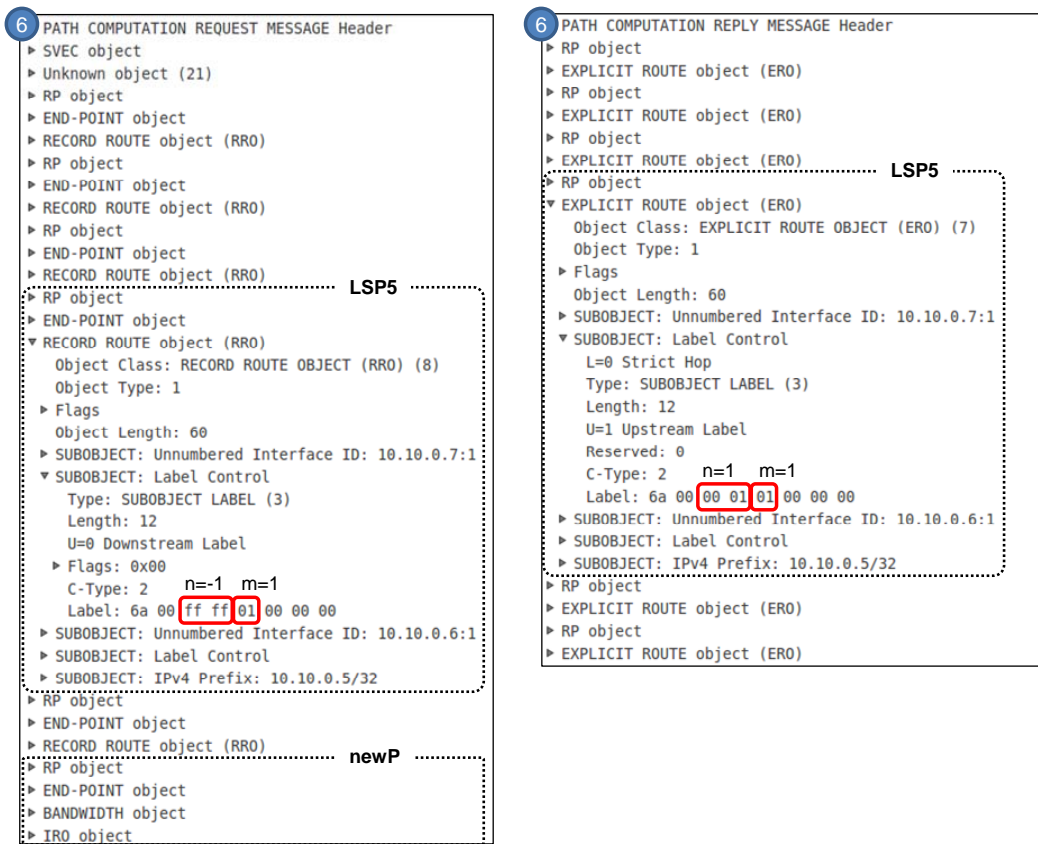 6 PATH COMPUTATION REQUEST MESSAGE Header
SVEC object
Unknown object (21)
RP object
END-POINT object
RECORD ROUTE object (RRO)
RP object
END-POINT object
RECORD ROUTE object (RRO)
RP object
END-POINT object
RECORD ROUTE object (RRO)
LSP5
RP object
END-POINT object
RECORD ROUTE object (RRO)
Object Class: RECORD ROUTE OBJECT (RRO) (8)
Object Type: 1
Flags
Object Length: 60
SUBOBJECT: Unnumbered Interface ID: 10.10.0.7:1
SUBOBJECT: Label Control
Type: SUBOBJECT LABEL (3)
Length: 12
U=0 Downstream Label
Flags: 0x00
C-Type: 2
n=-1 m=1
Label: 6a 00 ff ff 01 00 00 00
SUBOBJECT: Unnumbered Interface ID: 10.10.0.6:1
SUBOBJECT: Label Control
SUBOBJECT: IPv4 Prefix: 10.10.0.5/32
RP object
END-POINT object
RECORD ROUTE object (RRO)
newP
RP object
END-POINT object
BANDWIDTH object
IRO object
6 PATH COMPUTATION REPLY MESSAGE Header
RP object
EXPLICIT ROUTE object (ERO)
RP object
EXPLICIT ROUTE object (ERO)
RP object
EXPLICIT ROUTE object (ERO)
LSP5
RP object
EXPLICIT ROUTE object (ERO)
Object Class: EXPLICIT ROUTE OBJECT (ERO) (7)
Object Type: 1
Flags
Object Length: 60
SUBOBJECT: Unnumbered Interface ID: 10.10.0.7:1
SUBOBJECT: Label Control
L=0 Strict Hop
Type: SUBOBJECT LABEL (3)
Length: 12
U=1 Upstream Label
Reserved: 0
C-Type: 2
n=1 m=1
Label: 6a 00 00 01 01 00 00 00
SUBOBJECT: Unnumbered Interface ID: 10.10.0.6:1
SUBOBJECT: Label Control
SUBOBJECT: IPv4 Prefix: 10.10.0.5/32
RP object
EXPLICIT ROUTE object (ERO)
RP object
EXPLICIT ROUTE object (ERO)